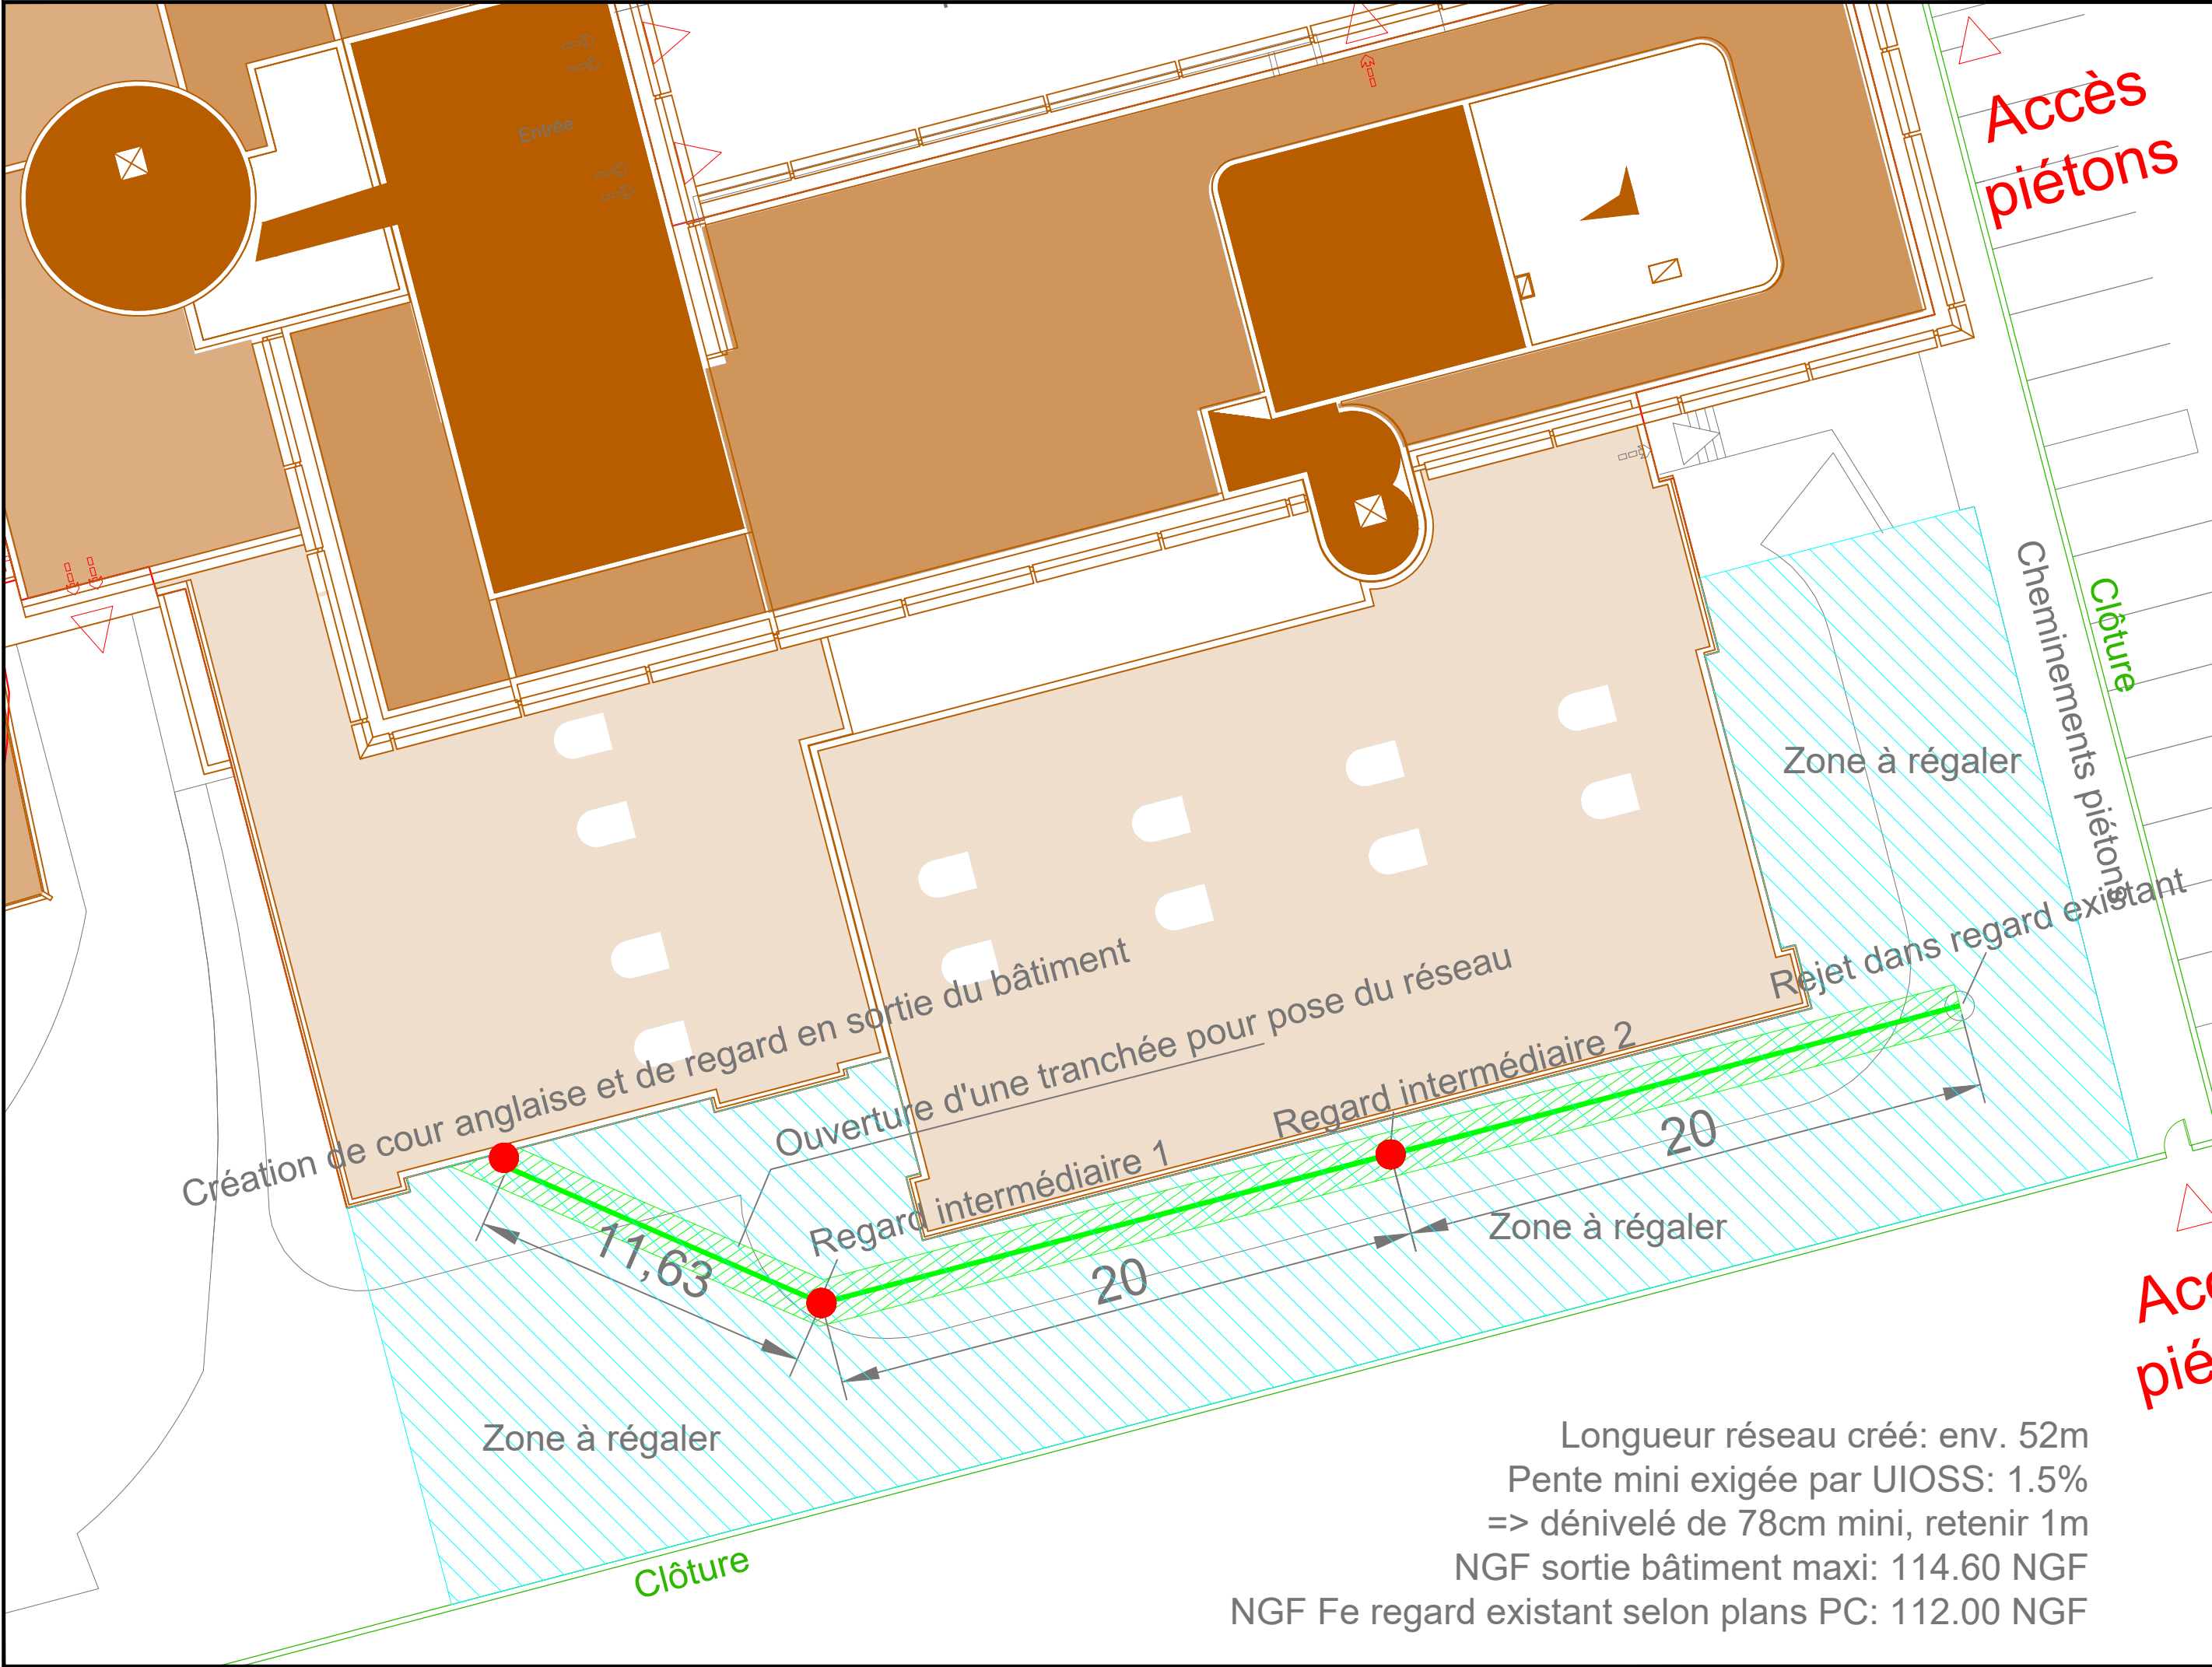 Entrée
Accès
piétons
Clôture
Cheminements piétons
Zone à régaler
Rejet dans regard existant
Création de cour anglaise et de regard en sortie du bâtiment
Ouverture d'une tranchée pour pose du réseau
Regard intermédiaire 2
Regard intermédiaire 1
20
11,63
20
Zone à régaler
Zone à régaler
Clôture
Acc
pié
Longueur réseau créé: env. 52m
Pente mini exigée par UIOSS: 1.5%
=> dénivelé de 78cm mini, retenir 1m
NGF sortie bâtiment maxi: 114.60 NGF
NGF Fe regard existant selon plans PC: 112.00 NGF